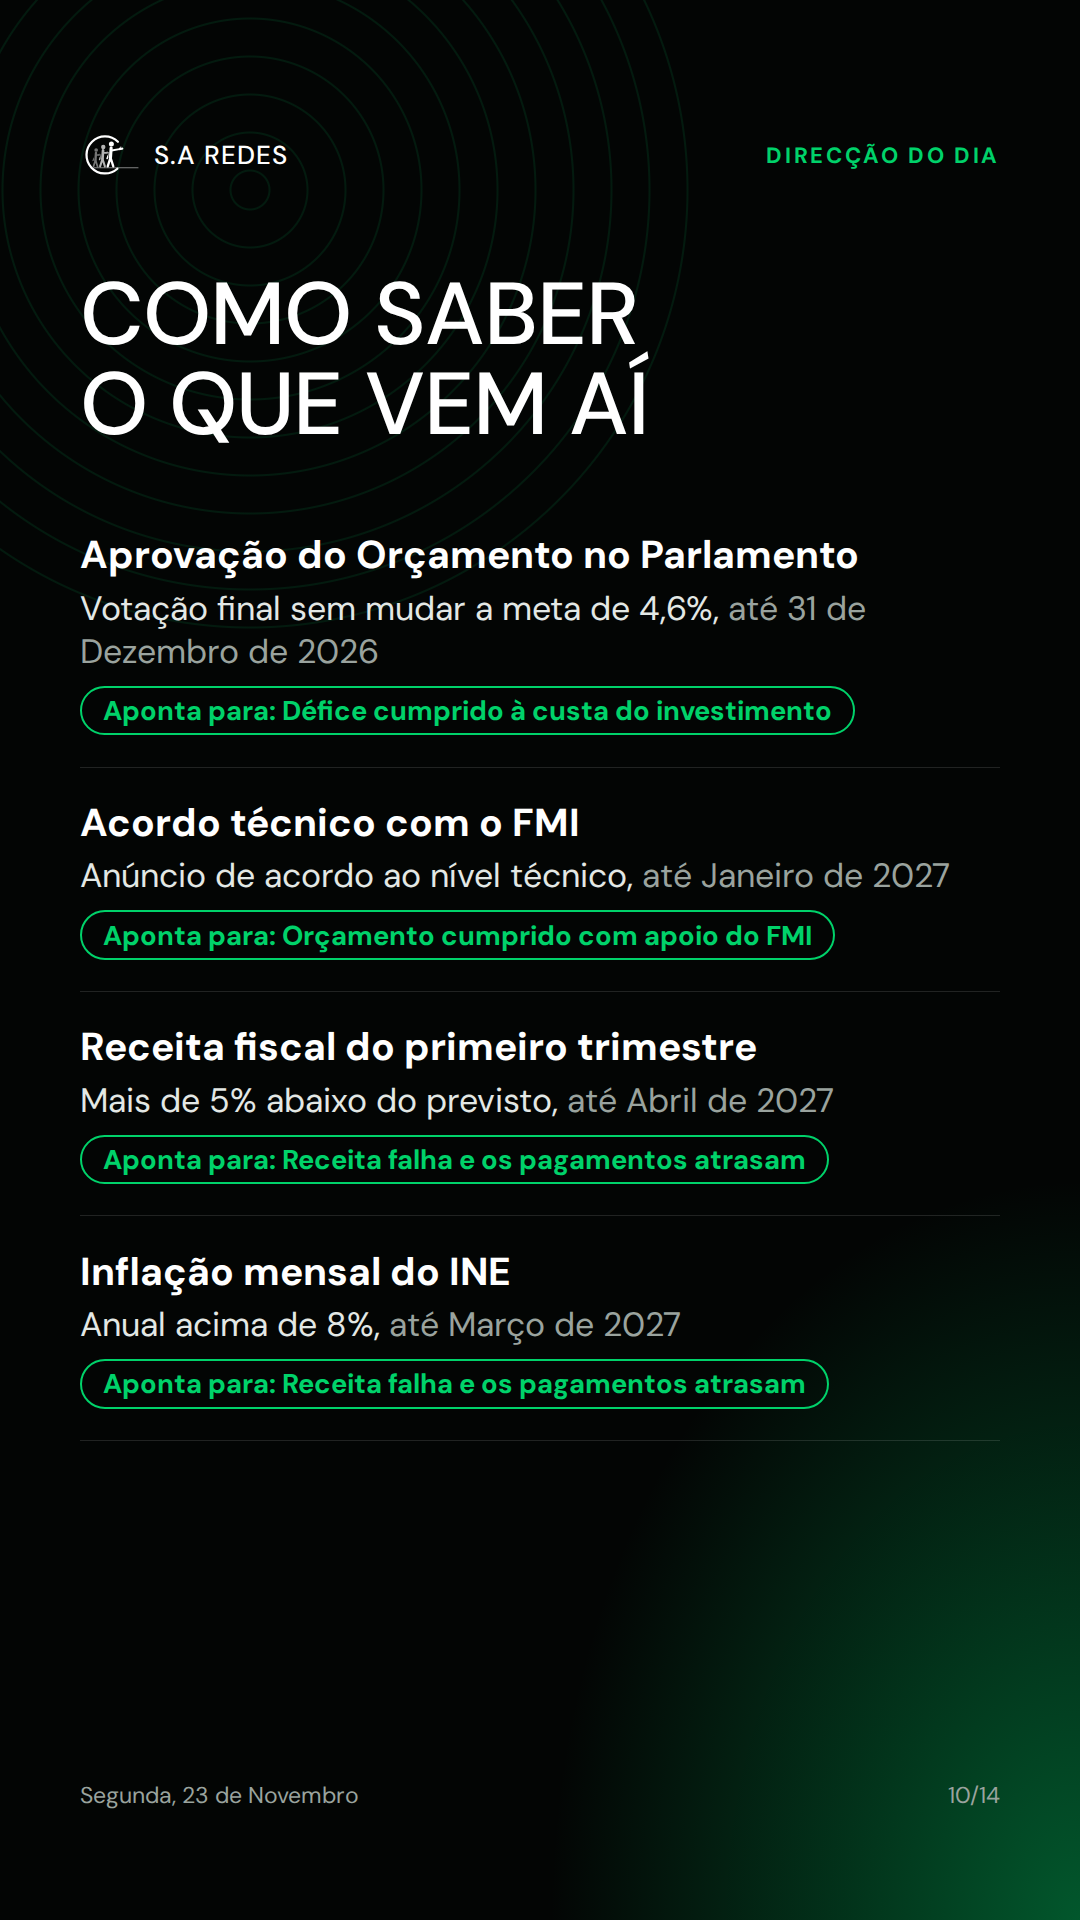 S.A REDES
DIRECÇÃO DO DIA
COMO SABER
O QUE VEM AÍ
Aprovação do Orçamento no Parlamento
Votação final sem mudar a meta de 4,6%, até 31 de
Dezembro de 2026
Aponta para: Défice cumprido à custa do investimento
Acordo técnico com o FMI
Anúncio de acordo ao nível técnico, até Janeiro de 2027
Aponta para: Orçamento cumprido com apoio do FMI
Receita fiscal do primeiro trimestre
Mais de 5% abaixo do previsto, até Abril de 2027
Aponta para: Receita falha e os pagamentos atrasam
Inflação mensal do INE
Anual acima de 8%, até Março de 2027
Aponta para: Receita falha e os pagamentos atrasam
Segunda, 23 de Novembro
10/14